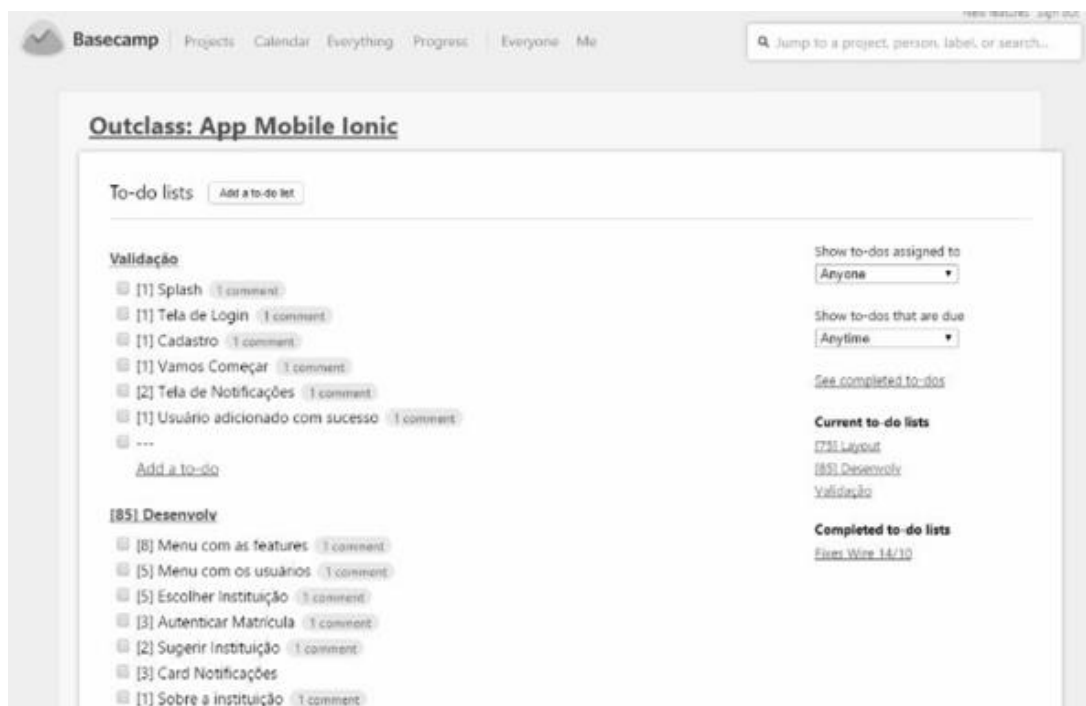 New features Sign out
Basecamp Projects Calendar Everything Progress Everyone Me
Jump to a project, person, label, or search...
Outclass: App Mobile Ionic
To-do lists Add a to-do list
Validação
[1] Splash 1 comment
[1] Tela de Login 1 comment
[1] Cadastro 1 comment
[1] Vamos Começar 1 comment
[2] Tela de Notificações 1 comment
[1] Usuário adicionado com sucesso 1 comment
---
Add a to-do
[85] Desenvolv
[8] Menu com as features 1 comment
[5] Menu com os usuários 1 comment
[5] Escolher Instituição 1 comment
[3] Autenticar Matrícula 1 comment
[2] Sugerir Instituição 1 comment
[3] Card Notificações
[1] Sobre a instituição 1 comment
Show to-dos assigned to
Anyone
Show to-dos that are due
Anytime
See completed to-dos
Current to-do lists
[75] Layout
[85] Desenvolv
Validação
Completed to-do lists
Fixes Wire 14/10